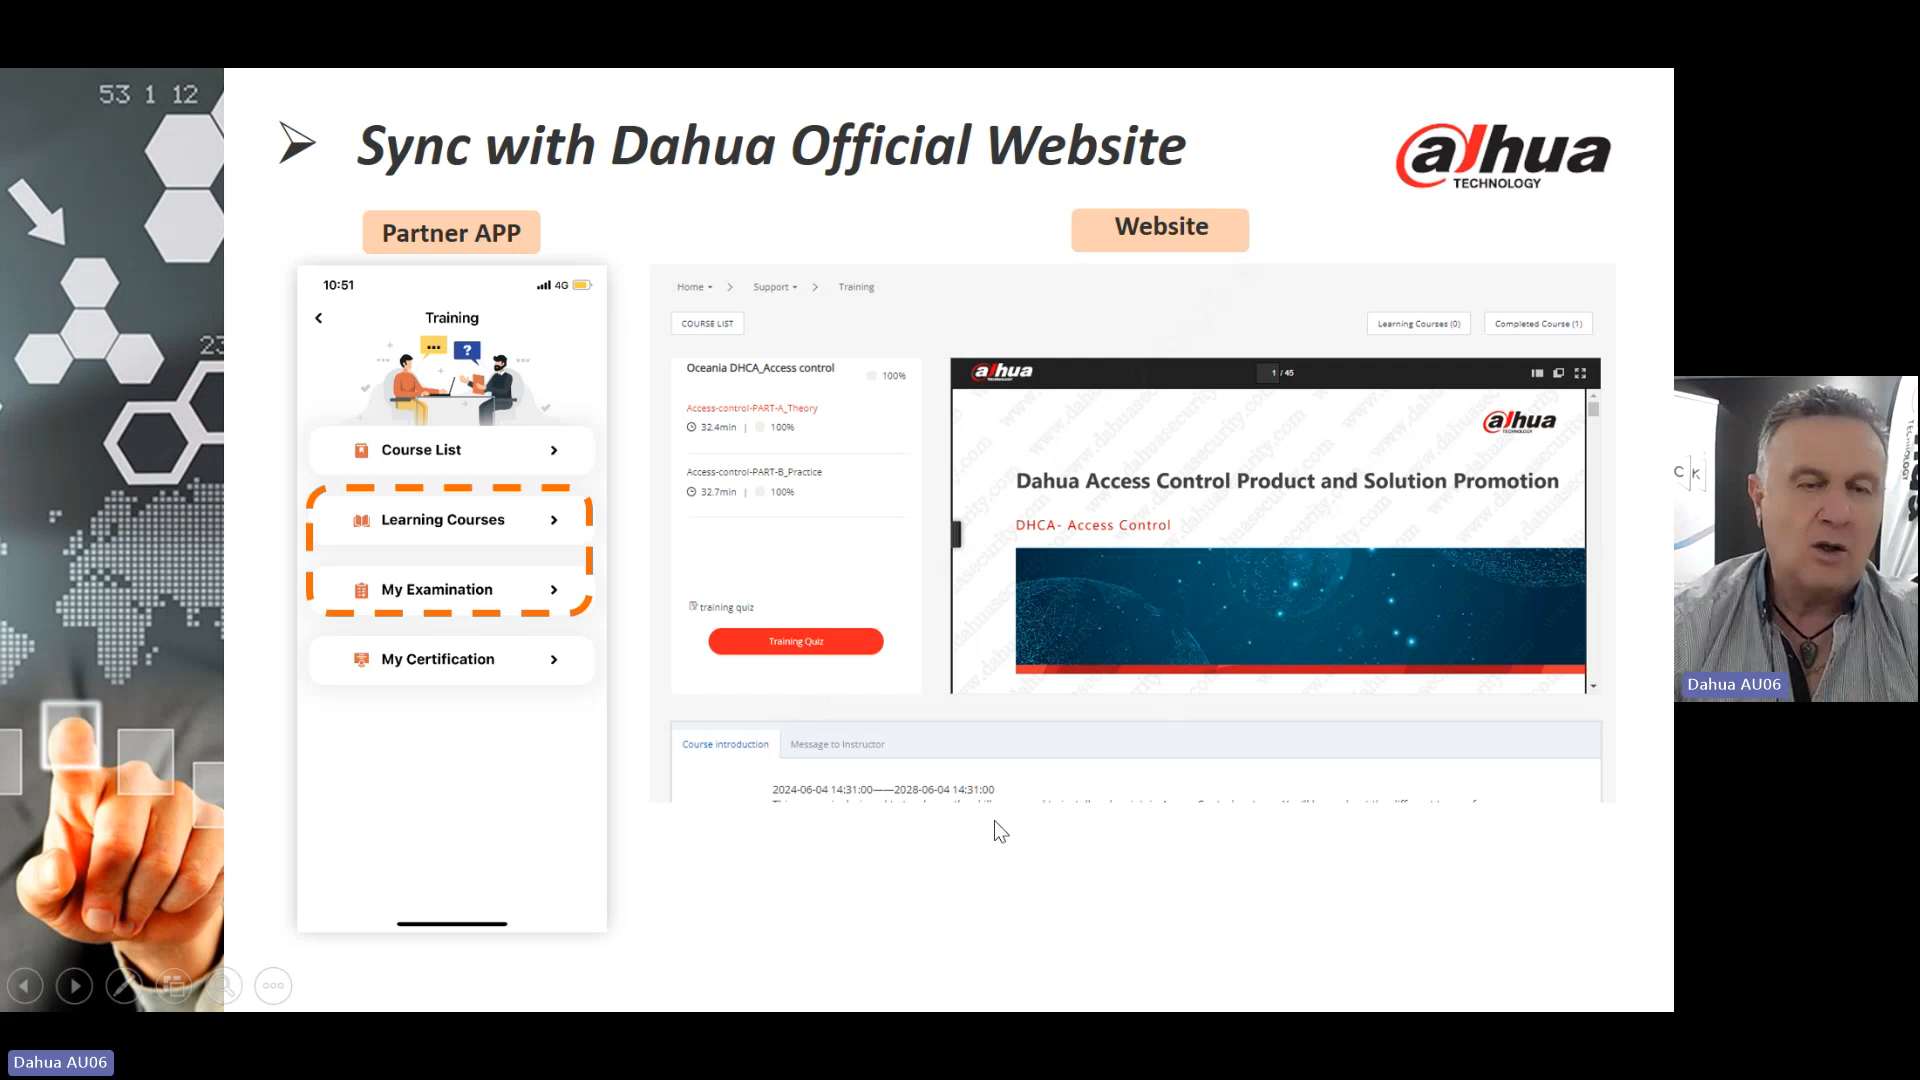 53 1 12
23
➢ Sync with Dahua Official Website
alhua
TECHNOLOGY
Partner APP
Website
10:51
4G
Training
...
?
Course List
Learning Courses
My Examination
My Certification
Home
Support
Training
COURSE LIST
Learning Courses (0)
Completed Course (1)
Oceania DHCA_Access control
100%
Access-control-PART-A_Theory
32.4min | 100%
Access-control-PART-B_Practice
32.7min | 100%
training quiz
Training Quiz
alhua
1 / 45
alhua
TECHNOLOGY
Dahua Access Control Product and Solution Promotion
DHCA- Access Control
Course introduction
Message to Instructor
2024-06-04 14:31:00——2028-06-04 14:31:00
CK
TECHNOLOGY
Dahua AU06
Dahua AU06